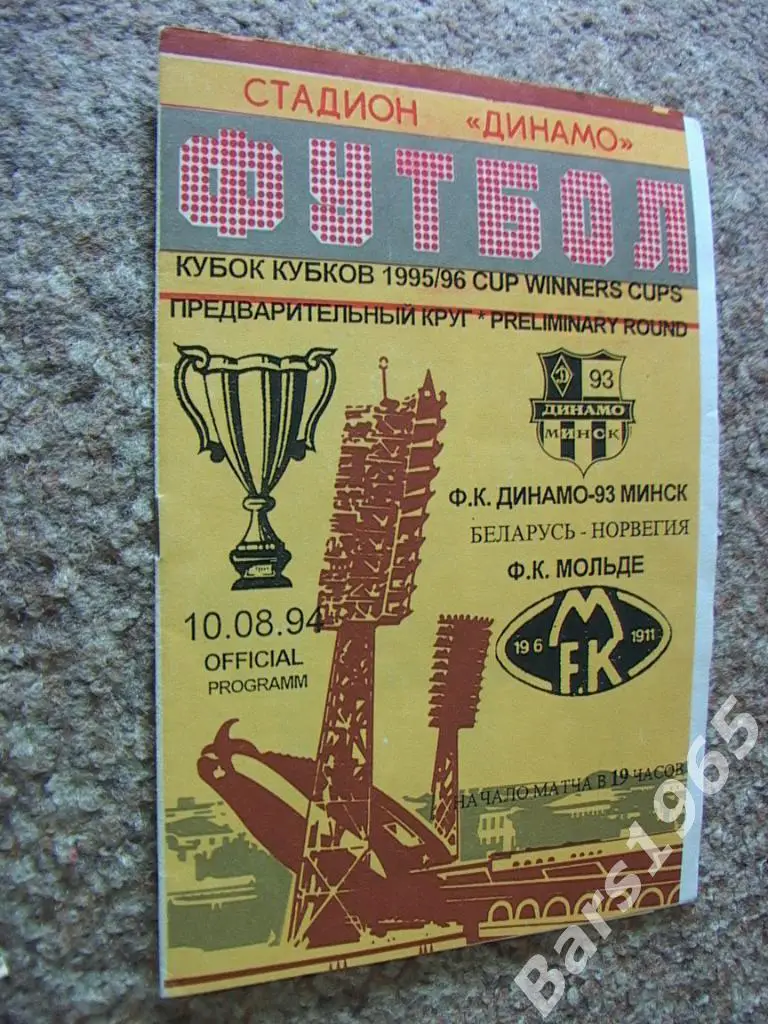 СТАДИОН «ДИНАМО»
ФУТБОЛ
КУБОК КУБКОВ 1995/96 CUP WINNERS CUPS
ПРЕДВАРИТЕЛЬНЫЙ КРУГ * PRELIMINARY ROUND
93
ДИНАМО
МИНСК
Ф.К. ДИНАМО-93 МИНСК
БЕЛАРУСЬ - НОРВЕГИЯ
Ф.К. МОЛЬДЕ
10.08.94
OFFICIAL
PROGRAMM
M
19 6 1911
F.K
НАЧАЛО МАТЧА В 19 ЧАСОВ
Bars1965